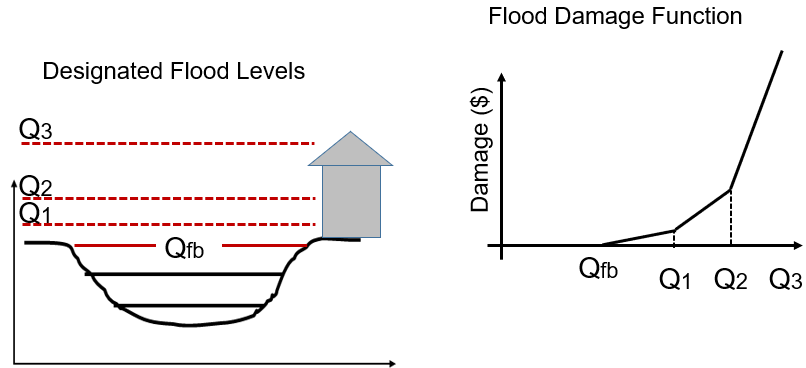 Designated Flood Levels
Q3
Q2
Q1
Qfb
Flood Damage Function
Damage ($)
Qfb
Q1
Q2
Q3